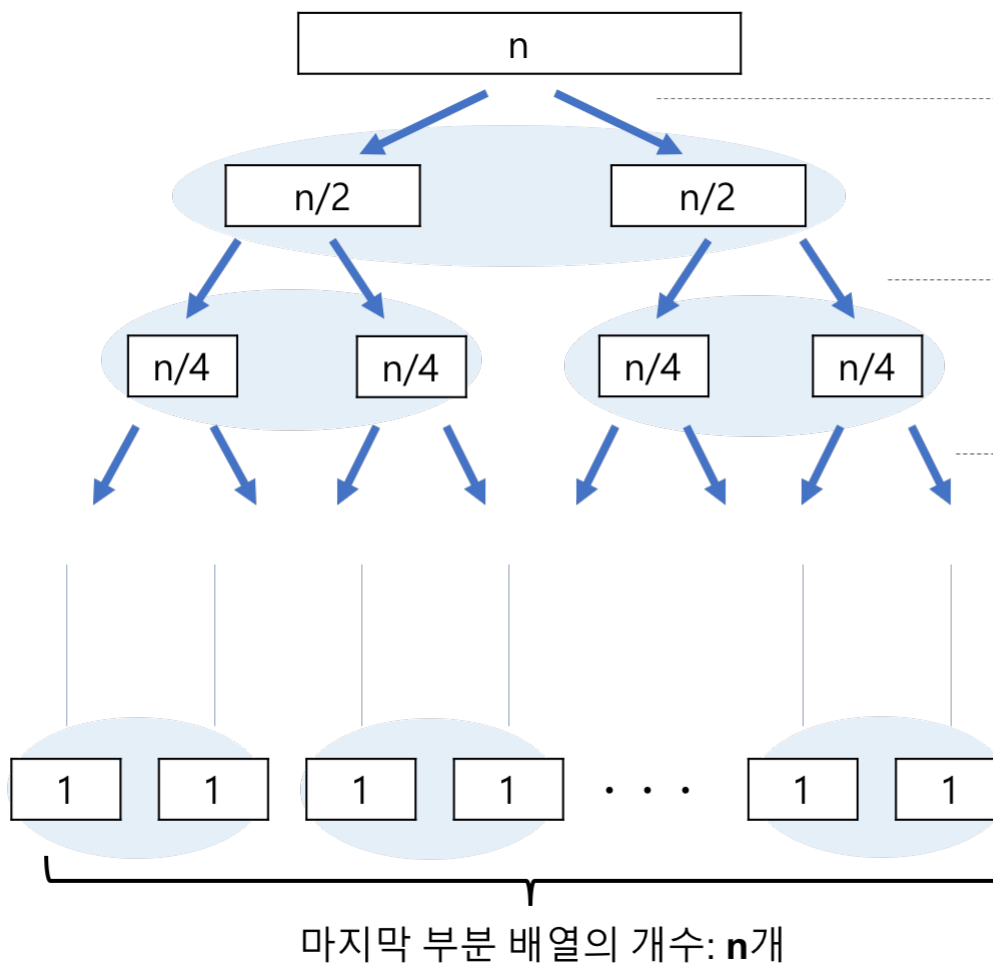 n
n/2 n/2
n/4 n/4 n/4 n/4
1 1 1 1 . . . 1 1
마지막 부분 배열의 개수: n개